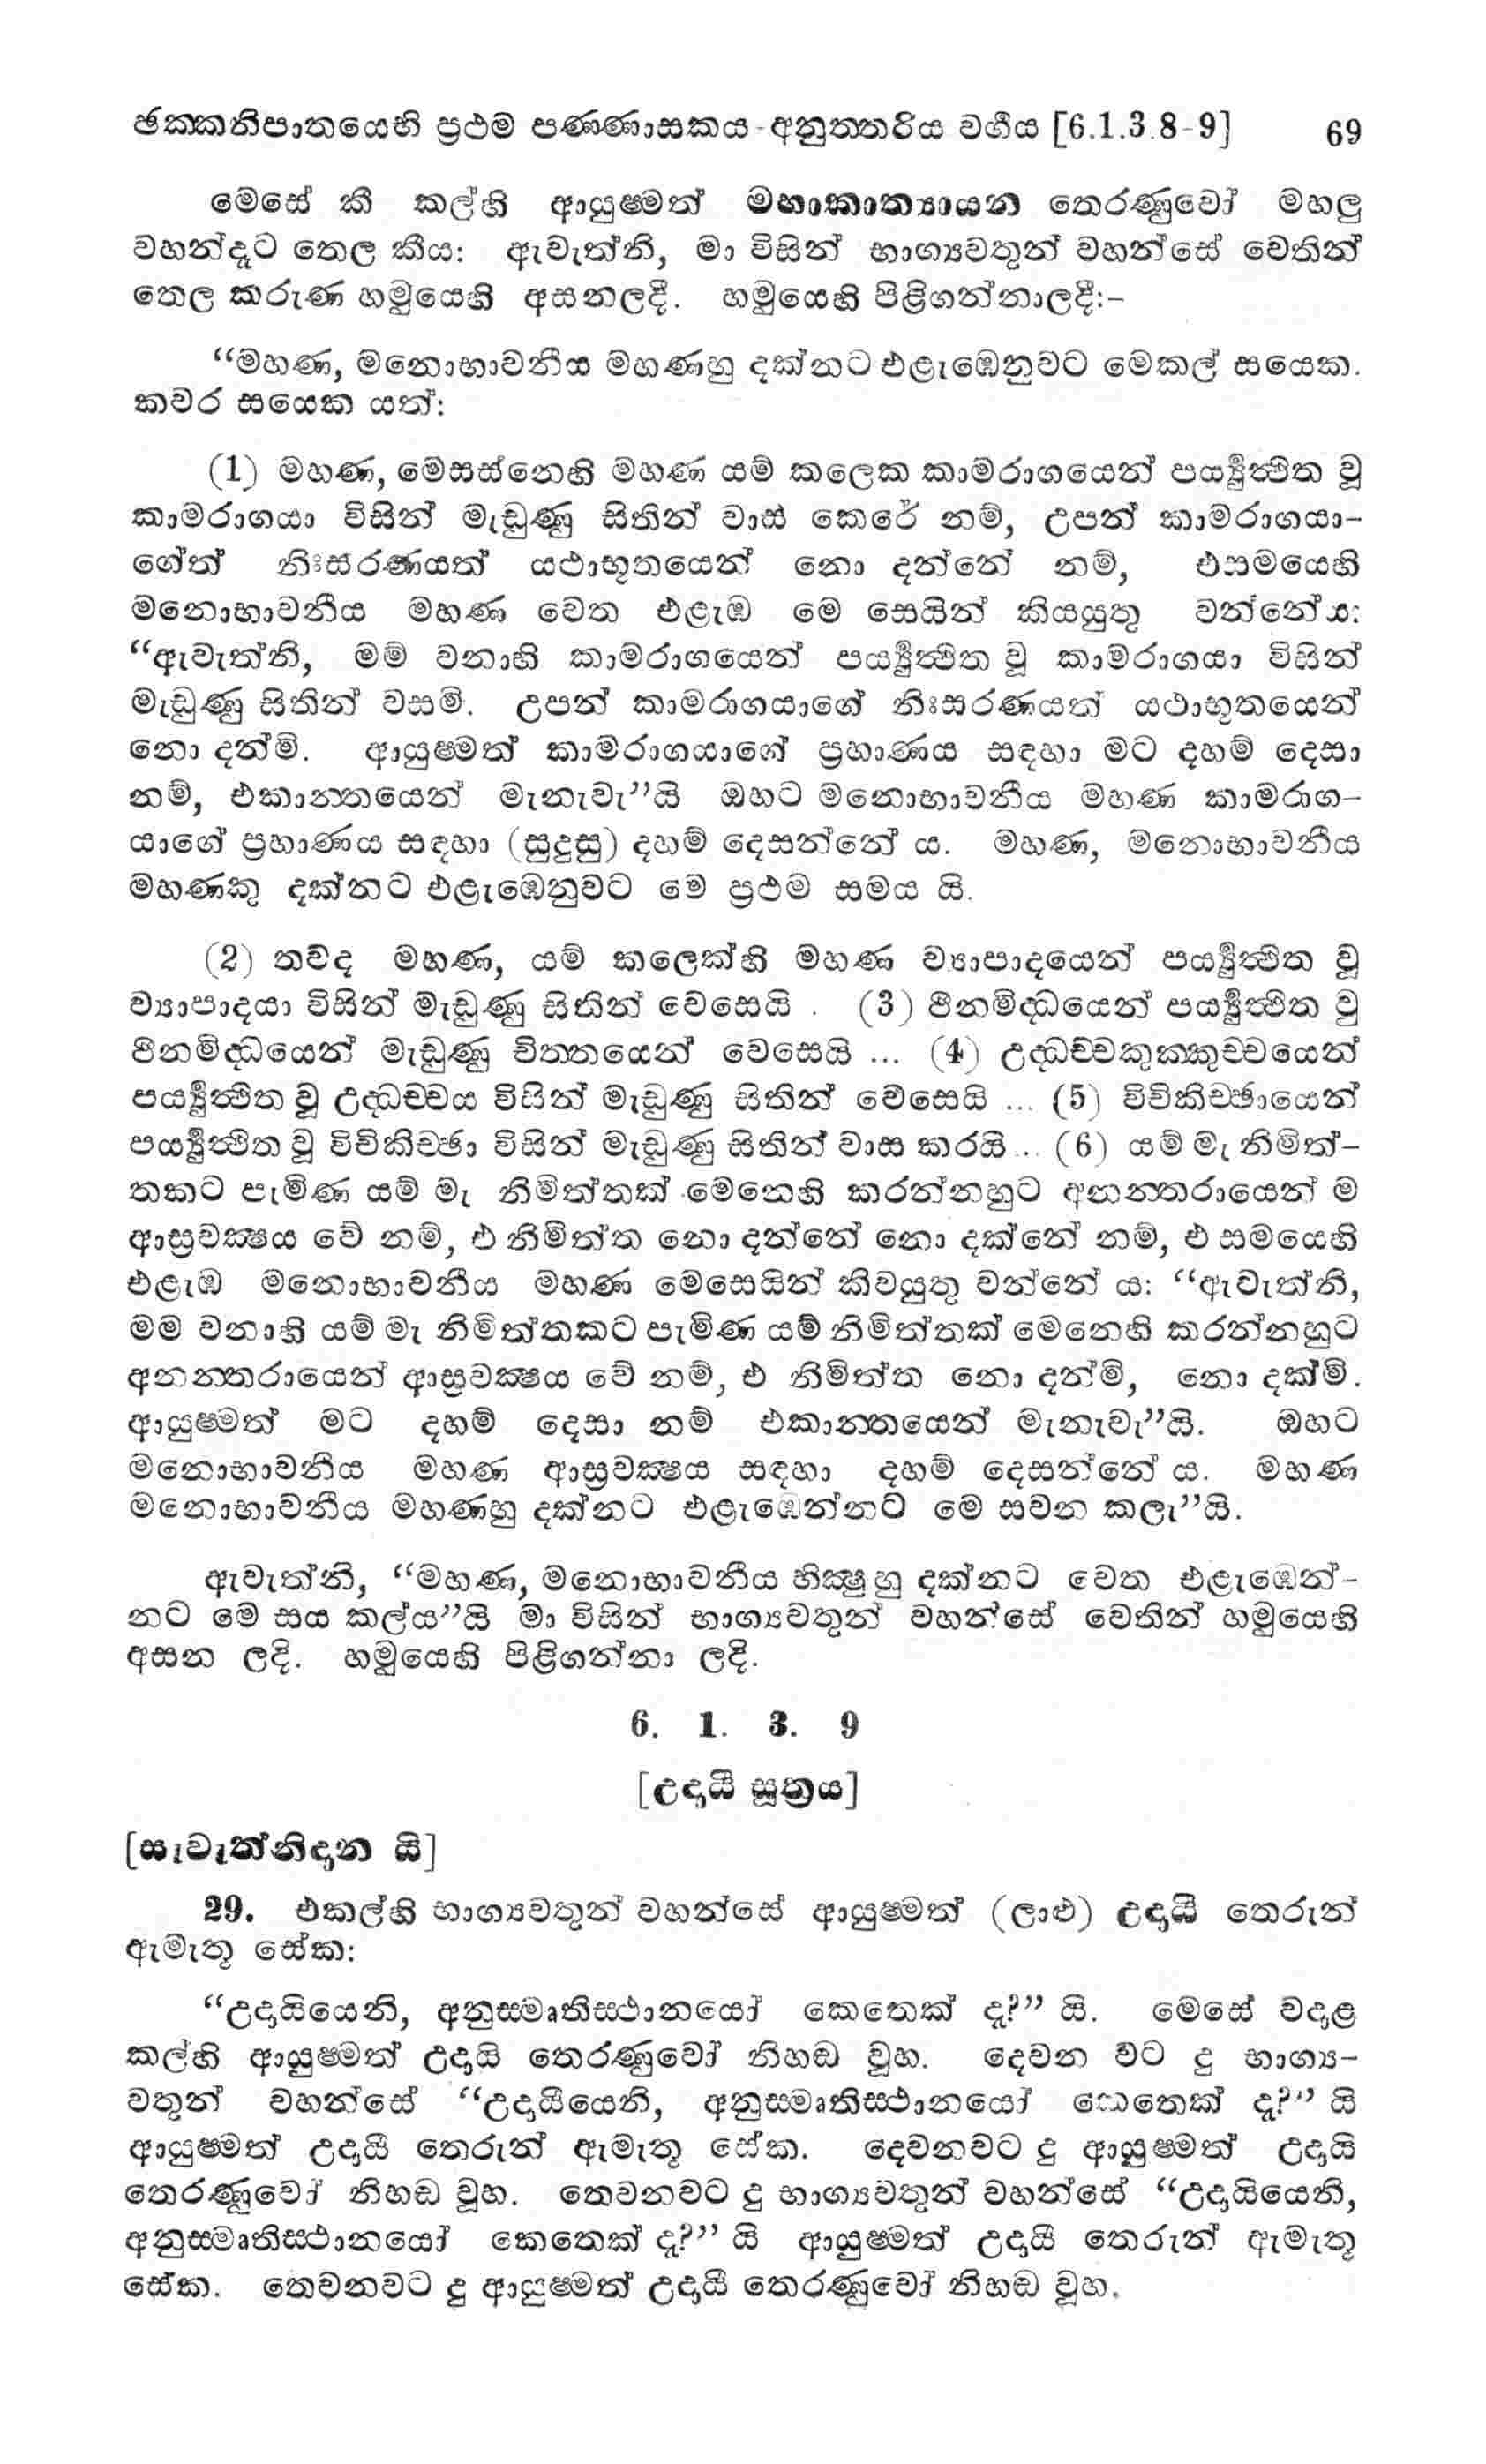 ඡක්කනිපාතයෙහි ප්‍රථම පණ්ණාසකය - අනුත්තරිය වර්‍ගය [6.1.3.8-9] 69
මෙසේ කී කල්හි ආයුෂ්මත් මහාකාත්‍යායන තෙරණුවෝ මහලු
වහන්දෑට තෙල කීය: ඇවැත්නි, මා විසින් භාග්‍යවතුන් වහන්සේ වෙතින්
තෙල කරුණ හමුයෙහි අසනලදී. හමුයෙහි පිළිගන්නාලදී:–
“මහණ, මනොභාවනීය මහණහු දක්නට එළැඹෙනුවට මෙකල් සයෙක.
කවර සයෙක යත්:
(1) මහණ, මෙසස්නෙහි මහණ යම් කලෙක කාමරාගයෙන් පර්‍ය්‍යුත්ථිත වූ
කාමරාගයා විසින් මැඩුණු සිතින් වාස කෙරේ නම්, උපන් කාමරාගයා-
ගේත් නිඃසරණයත් යථාභූතයෙන් නො දන්නේ නම්, එසමයෙහි
මනොභාවනීය මහණ වෙත එළැඹ මෙ සෙයින් කියයුතු වන්නේය:
“ඇවැත්නි, මම වනාහි කාමරාගයෙන් පර්‍ය්‍යුත්ථිත වූ කාමරාගයා විසින්
මැඩුණු සිතින් වසමි. උපන් කාමරාගයාගේ නිඃසරණයත් යථාභූතයෙන්
නො දන්මි. ආයුෂ්මත් කාමරාගයාගේ ප්‍රහාණය සඳහා මට දහම් දෙසා
නම්, එකාන්තයෙන් මැනැවැ”යි ඔහට මනොභාවනීය මහණ කාමරාග-
යාගේ ප්‍රහාණය සඳහා (සුදුසු) දහම් දෙසන්නේ ය. මහණ, මනොභාවනීය
මහණකු දක්නට එළැඹෙනුවට මෙ ප්‍රථම සමය යි.
(2) තවද මහණ, යම් කලෙක්හි මහණ ව්‍යාපාදයෙන් පර්‍ය්‍යුත්ථිත වූ
ව්‍යාපාදයා විසින් මැඩුණු සිතින් වෙසෙයි . (3) ථීනමිද්ධයෙන් පර්‍ය්‍යුත්ථිත වූ
ථීනමිද්ධයෙන් මැඩුණු චිත්තයෙන් වෙසෙයි ... (4) උද්ධච්චකුක්කුච්චයෙන්
පර්‍ය්‍යුත්ථිත වූ උද්ධච්චය විසින් මැඩුණු සිතින් වෙසෙයි ... (5) විචිකිච්ඡායෙන්
පර්‍ය්‍යුත්ථිත වූ විචිකිච්ඡා විසින් මැඩුණු සිතින් වාස කරයි... (6) යම් මැ නිමිත්-
තකට පැමිණ යම් මැ නිමිත්තක් මෙනෙහි කරන්නහුට අනන්තරායෙන් ම
ආස්‍රවක්‍ෂය වේ නම්, එ නිමිත්ත නො දන්නේ නො දක්නේ නම්, එ සමයෙහි
එළැඹ මනොභාවනීය මහණ මෙසෙයින් කිවයුතු වන්නේ ය: “ඇවැත්නි,
මම වනාහි යම් මැ නිමිත්තකට පැමිණ යම් නිමිත්තක් මෙනෙහි කරන්නහුට
අනන්තරායෙන් ආස්‍රවක්‍ෂය වේ නම්, එ නිමිත්ත නො දන්මි, නො දක්මි.
ආයුෂ්මත් මට දහම් දෙසා නම් එකාන්තයෙන් මැනැවැ”යි. ඔහට
මනොභාවනීය මහණ ආස්‍රවක්‍ෂය සඳහා දහම් දෙසන්නේ ය. මහණ
මනොභාවනීය මහණහු දක්නට එළැඹෙන්නට මෙ සවන කලැ”යි.
ඇවැත්නි, “මහණ, මනොභාවනීය භික්‍ෂුහු දක්නට වෙත එළැඹෙන්-
නට මෙ සය කල්ය”යි මා විසින් භාග්‍යවතුන් වහන්සේ වෙතින් හමුයෙහි
අසන ලදි. හමුයෙහි පිළිගන්නා ලදි.
6. 1. 3. 9
[උදායී සූත්‍රය]
[සැවැත්නිදාන යි]
29. එකල්හි භාග්‍යවතුන් වහන්සේ ආයුෂ්මත් (ලාළු) උදායී තෙරුන්
ඇමැතූ සේක:
“උදායියෙනි, අනුස්මෘතිස්ථානයෝ කෙතෙක් ද?” යි. මෙසේ වදාළ
කල්හි ආයුෂ්මත් උදායි තෙරණුවෝ නිහඬ වූහ. දෙවන වට දු භාග්‍ය-
වතුන් වහන්සේ “උදායීයෙනි, අනුස්මෘතිස්ථානයෝ කෙතෙක් ද?” යි
ආයුෂ්මත් උදායී තෙරුන් ඇමැතූ සේක. දෙවනවට දු ආයුෂ්මත් උදායි
තෙරණුවෝ නිහඬ වූහ. තෙවනවට දු භාග්‍යවතුන් වහන්සේ “උදායියෙනි,
අනුස්මෘතිස්ථානයෝ කෙතෙක් ද?” යි ආයුෂ්මත් උදායී තෙරුන් ඇමැතූ
සේක. තෙවනවට දු ආයුෂ්මත් උදායී තෙරණුවෝ නිහඬ වූහ.